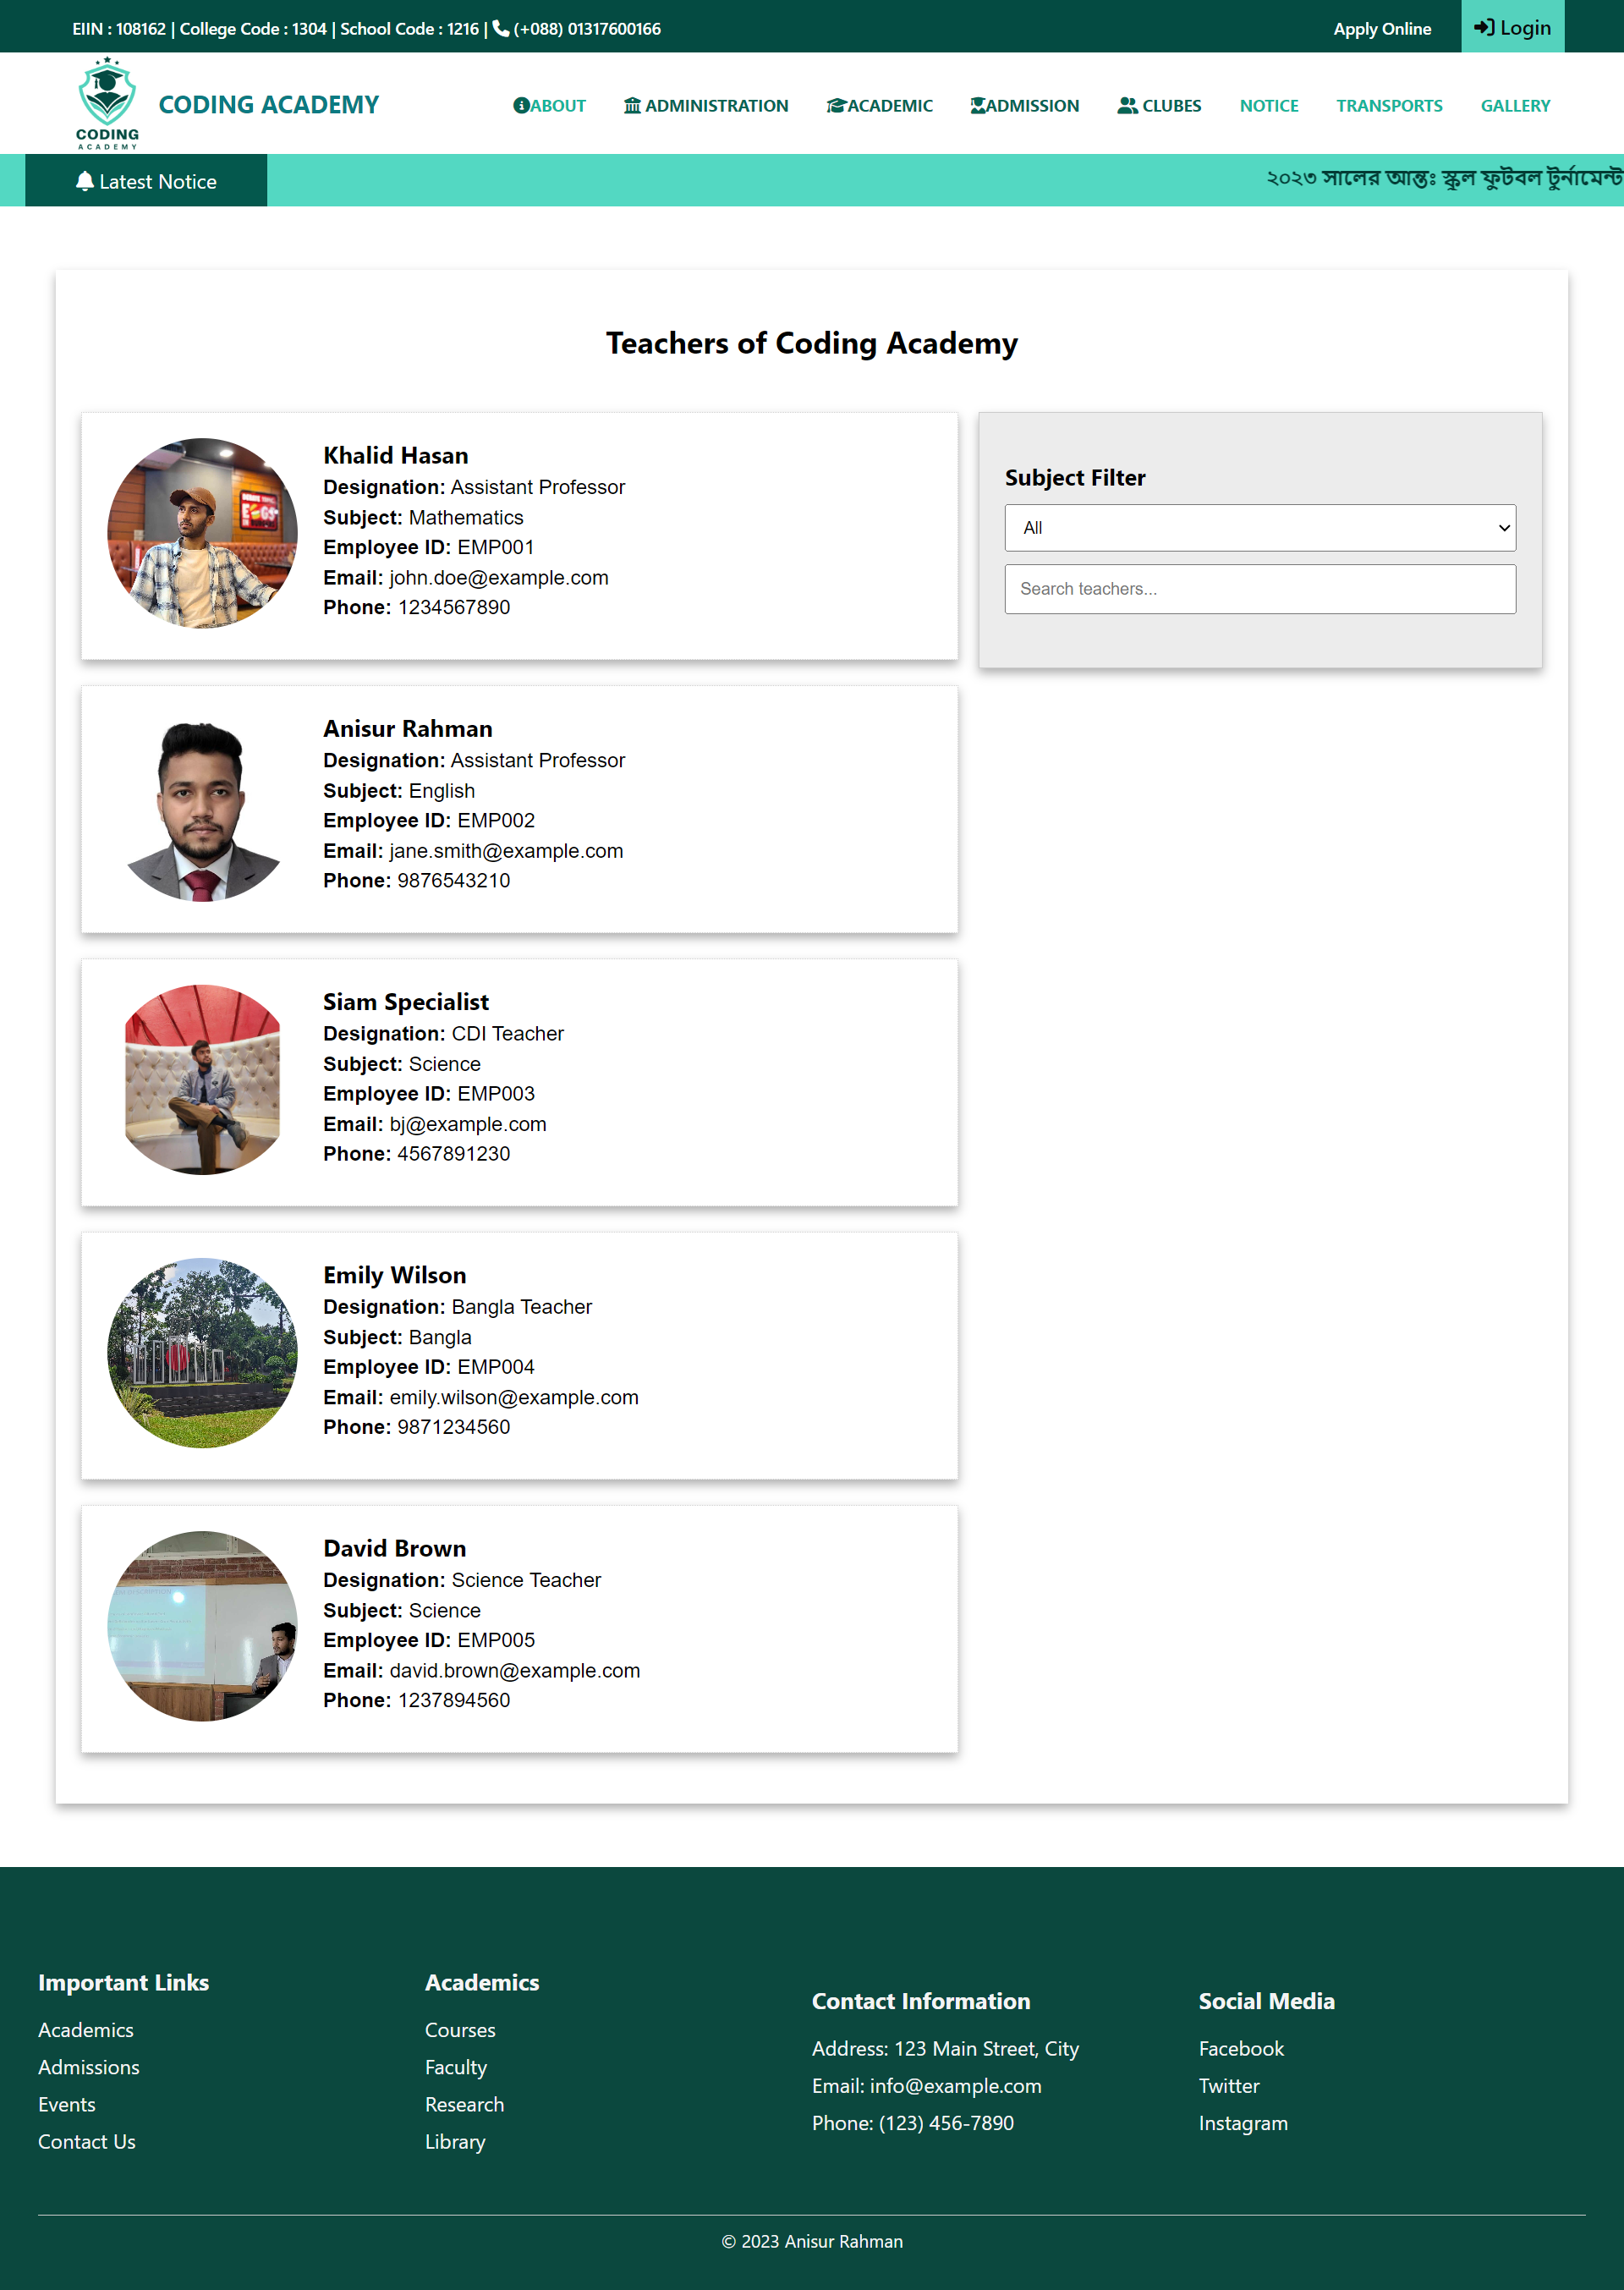 EIIN : 108162 | College Code : 1304 | School Code : 1216 | (+088) 01317600166
Apply Online
Login
CODING
ACADEMY
CODING ACADEMY
ABOUT
ADMINISTRATION
ACADEMIC
ADMISSION
CLUBES
NOTICE
TRANSPORTS
GALLERY
Latest Notice
২০২৩ সালের আন্তঃ স্কুল ফুটবল টুর্নামেন্ট
Teachers of Coding Academy
Khalid Hasan
Designation: Assistant Professor
Subject: Mathematics
Employee ID: EMP001
Email: john.doe@example.com
Phone: 1234567890
Subject Filter
All
Search teachers...
Anisur Rahman
Designation: Assistant Professor
Subject: English
Employee ID: EMP002
Email: jane.smith@example.com
Phone: 9876543210
Siam Specialist
Designation: CDI Teacher
Subject: Science
Employee ID: EMP003
Email: bj@example.com
Phone: 4567891230
Emily Wilson
Designation: Bangla Teacher
Subject: Bangla
Employee ID: EMP004
Email: emily.wilson@example.com
Phone: 9871234560
David Brown
Designation: Science Teacher
Subject: Science
Employee ID: EMP005
Email: david.brown@example.com
Phone: 1237894560
Important Links
Academics
Admissions
Events
Contact Us
Academics
Courses
Faculty
Research
Library
Contact Information
Address: 123 Main Street, City
Email: info@example.com
Phone: (123) 456-7890
Social Media
Facebook
Twitter
Instagram
© 2023 Anisur Rahman